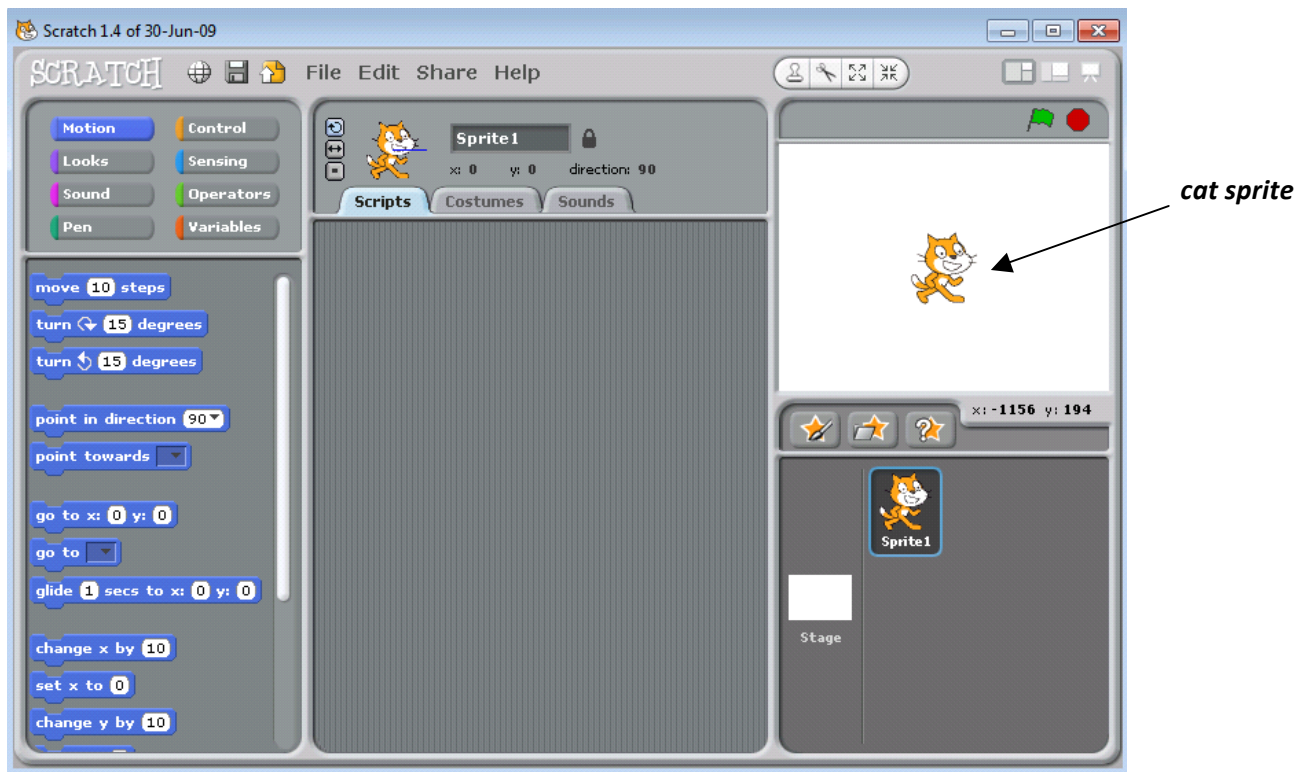 Scratch 1.4 of 30-Jun-09
SCRATCH File Edit Share Help
Motion Control
Looks Sensing
Sound Operators
Pen Variables
Sprite1
x: 0 y: 0 direction: 90
Scripts Costumes Sounds
move 10 steps
turn 15 degrees
turn 15 degrees
point in direction 90
point towards
go to x: 0 y: 0
go to
glide 1 secs to x: 0 y: 0
change x by 10
set x to 0
change y by 10
cat sprite
x: -1156 y: 194
Sprite1
Stage